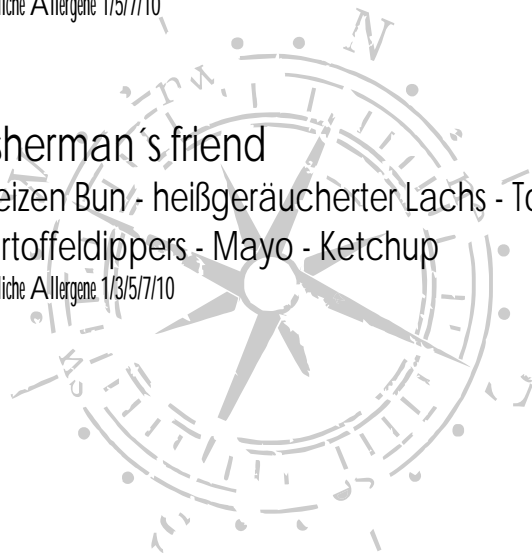 liche Allergene 1/5/7/10
N
sherman´s friend
eizen Bun - heißgeräucherter Lachs - To
rtoffeldippers - Mayo - Ketchup
liche Allergene 1/3/5/7/10